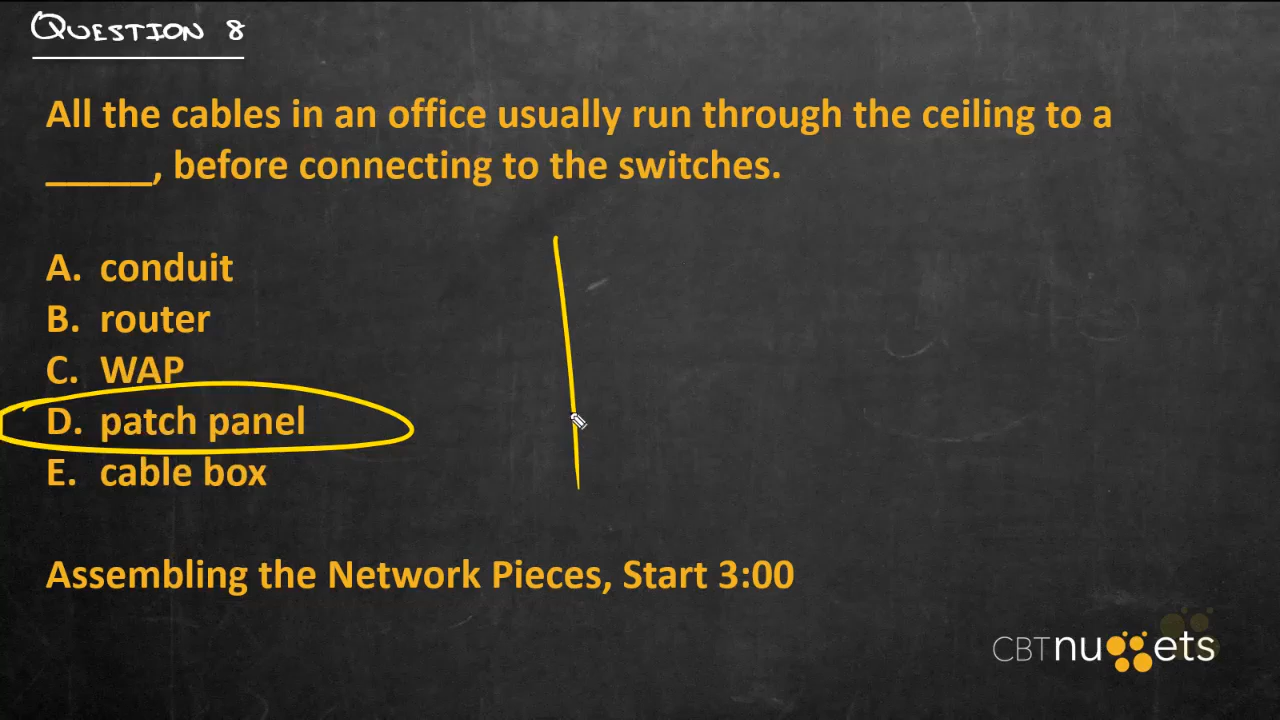 QUESTION 8
All the cables in an office usually run through the ceiling to a
_____, before connecting to the switches.
A. conduit
B. router
C. WAP
D. patch panel
E. cable box
Assembling the Network Pieces, Start 3:00
CBTnuggets